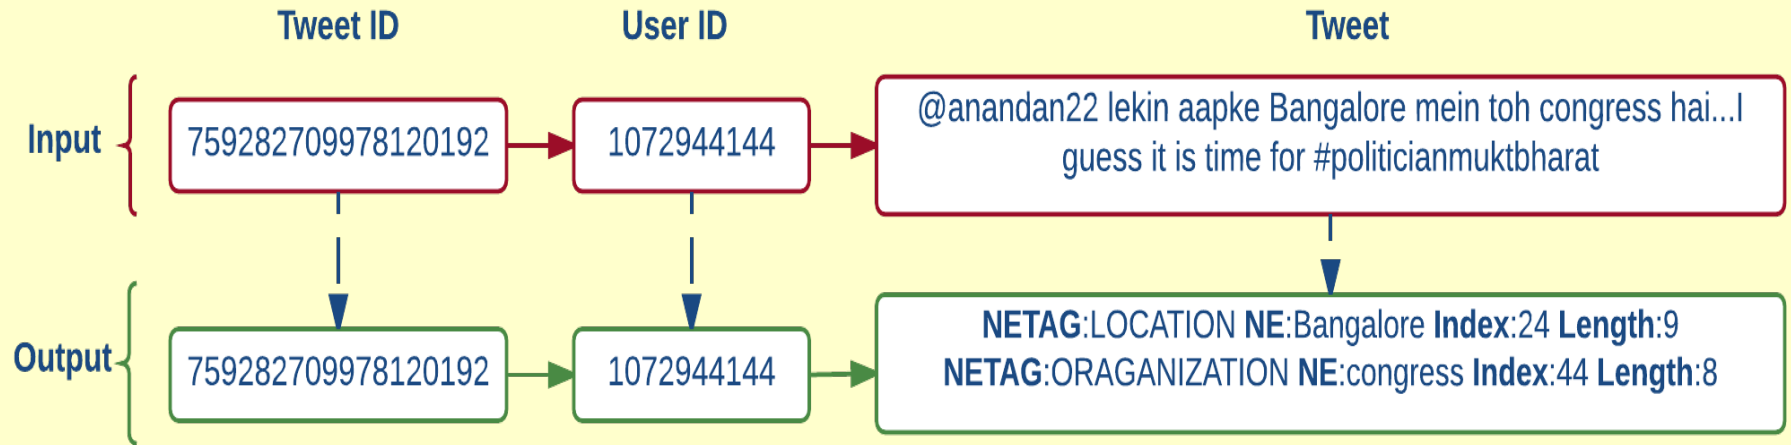 Tweet ID User ID Tweet
Input
759282709978120192
1072944144
@anandan22 lekin aapke Bangalore mein toh congress hai...I
guess it is time for #politicianmuktbharat
Output
759282709978120192
1072944144
NETAG:LOCATION NE:Bangalore Index:24 Length:9
NETAG:ORAGANIZATION NE:congress Index:44 Length:8